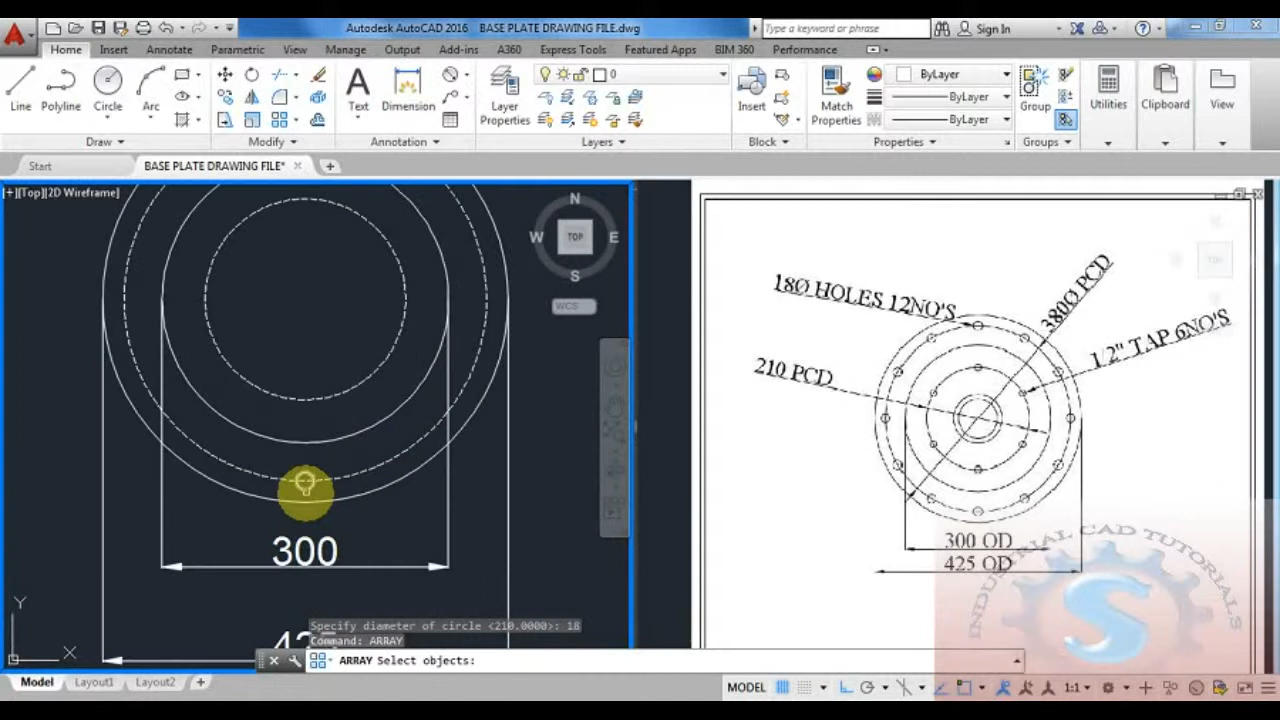 Autodesk AutoCAD 2016 BASE PLATE DRAWING FILE.dwg
Type a keyword or phrase
Sign In
Home Insert Annotate Parametric View Manage Output Add-ins A360 Express Tools Featured Apps BIM 360 Performance
Line Polyline Circle Arc
Text Dimension
Layer Properties
0
Insert
Match Properties
ByLayer
ByLayer
ByLayer
Group
Utilities
Clipboard
View
Draw Modify Annotation Layers Block Properties Groups
Start BASE PLATE DRAWING FILE*
[+][Top][2D Wireframe]
N
W TOP E
S
WCS
TOP
18Ø HOLES 12NO'S
380Ø PCD
1/2" TAP 6NO'S
210 PCD
300 OD
425 OD
300
Y
X
Specify diameter of circle <210.0000>: 18
Command: ARRAY
ARRAY Select objects:
INDUSTRIAL CAD TUTORIALS
S
Model Layout1 Layout2
MODEL
1:1